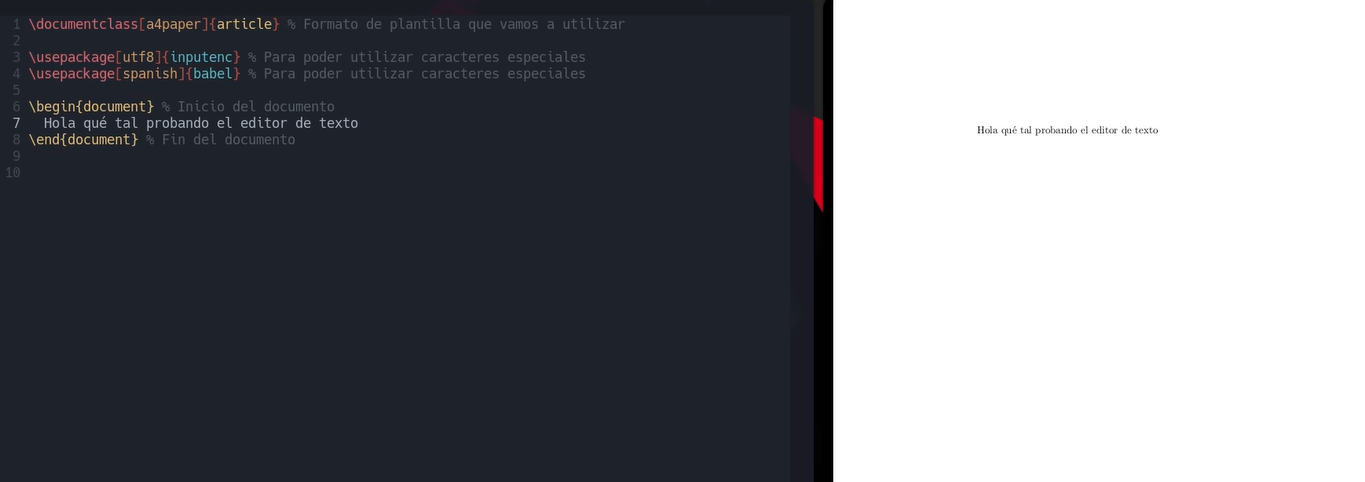 1 \documentclass[a4paper]{article} % Formato de plantilla que vamos a utilizar
2
3 \usepackage[utf8]{inputenc} % Para poder utilizar caracteres especiales
4 \usepackage[spanish]{babel} % Para poder utilizar caracteres especiales
5
6 \begin{document} % Inicio del documento
7   Hola qué tal probando el editor de texto
8 \end{document} % Fin del documento
9
10
Hola qué tal probando el editor de texto